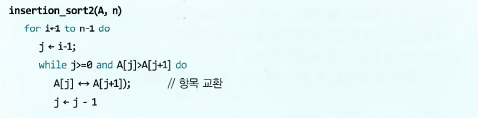 insertion_sort2(A, n)
for i←1 to n-1 do
j ← i-1;
while j>=0 and A[j]>A[j+1] do
A[j] ↔ A[j+1]); // 항목 교환
j ← j - 1